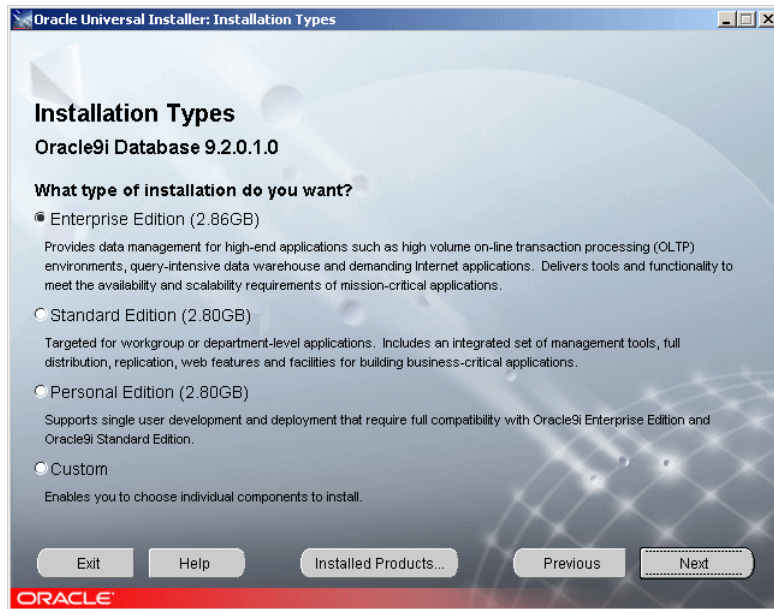 Oracle Universal Installer: Installation Types
Installation Types
Oracle9i Database 9.2.0.1.0
What type of installation do you want?
Enterprise Edition (2.86GB)
Provides data management for high-end applications such as high volume on-line transaction processing (OLTP)
environments, query-intensive data warehouse and demanding Internet applications. Delivers tools and functionality to
meet the availability and scalability requirements of mission-critical applications.
Standard Edition (2.80GB)
Targeted for workgroup or department-level applications. Includes an integrated set of management tools, full
distribution, replication, web features and facilities for building business-critical applications.
Personal Edition (2.80GB)
Supports single user development and deployment that require full compatibility with Oracle9i Enterprise Edition and
Oracle9i Standard Edition.
Custom
Enables you to choose individual components to install.
Exit Help Installed Products... Previous Next
ORACLE